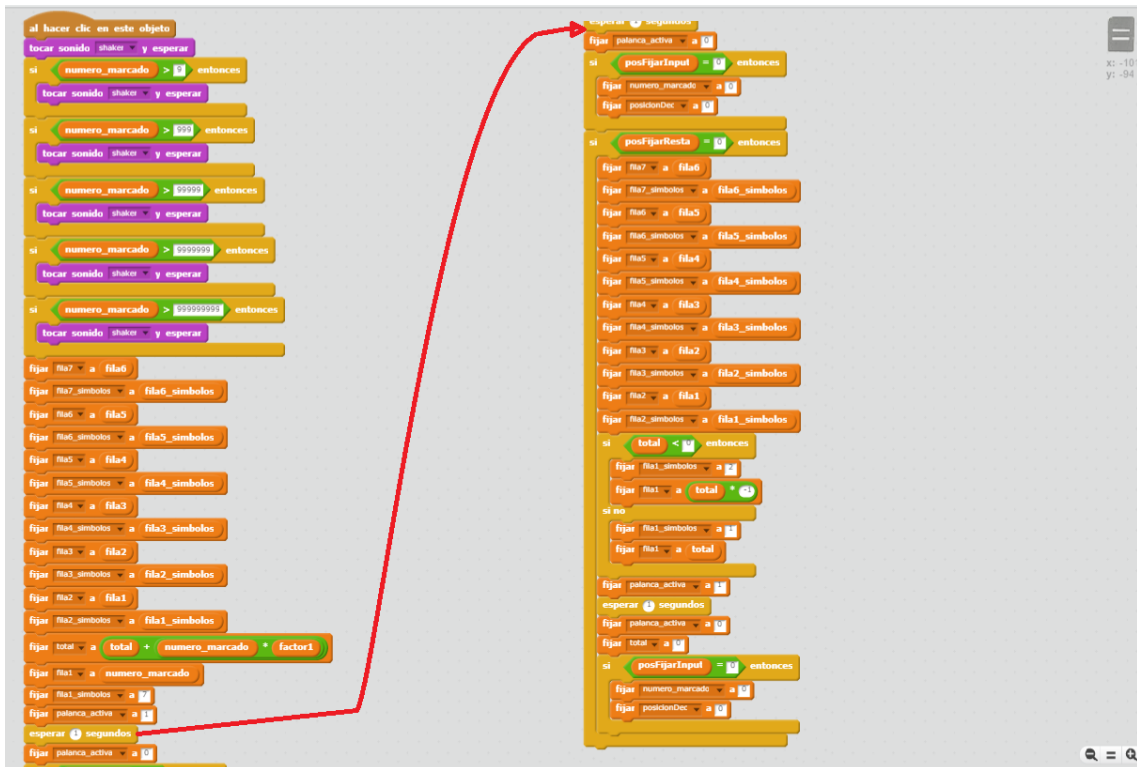 al hacer clic en este objeto
tocar sonido shaker y esperar
si numero_marcado > 9 entonces
tocar sonido shaker y esperar
si numero_marcado > 999 entonces
tocar sonido shaker y esperar
si numero_marcado > 99999 entonces
tocar sonido shaker y esperar
si numero_marcado > 9999999 entonces
tocar sonido shaker y esperar
si numero_marcado > 999999999 entonces
tocar sonido shaker y esperar
fijar fila7 a fila6
fijar fila7_simbolos a fila6_simbolos
fijar fila6 a fila5
fijar fila6_simbolos a fila5_simbolos
fijar fila5 a fila4
fijar fila5_simbolos a fila4_simbolos
fijar fila4 a fila3
fijar fila4_simbolos a fila3_simbolos
fijar fila3 a fila2
fijar fila3_simbolos a fila2_simbolos
fijar fila2 a fila1
fijar fila2_simbolos a fila1_simbolos
fijar total a total + numero_marcado * factor1
fijar fila1 a numero_marcado
fijar fila1_simbolos a 7
fijar palanca_activa a 1
esperar 1 segundos
fijar palanca_activa a 0
esperar 1 segundos
fijar palanca_activa a 0
si posFijarInput = 0 entonces
fijar numero_marcado a 0
fijar posicionDec a 0
si posFijarResta = 0 entonces
fijar fila7 a fila6
fijar fila7_simbolos a fila6_simbolos
fijar fila6 a fila5
fijar fila6_simbolos a fila5_simbolos
fijar fila5 a fila4
fijar fila5_simbolos a fila4_simbolos
fijar fila4 a fila3
fijar fila4_simbolos a fila3_simbolos
fijar fila3 a fila2
fijar fila3_simbolos a fila2_simbolos
fijar fila2 a fila1
fijar fila2_simbolos a fila1_simbolos
si total < 0 entonces
fijar fila1_simbolos a 2
fijar fila1 a total * -1
si no
fijar fila1_simbolos a 1
fijar fila1 a total
fijar palanca_activa a 1
esperar 1 segundos
fijar palanca_activa a 0
fijar total a 0
si posFijarInput = 0 entonces
fijar numero_marcado a 0
fijar posicionDec a 0
y: -94